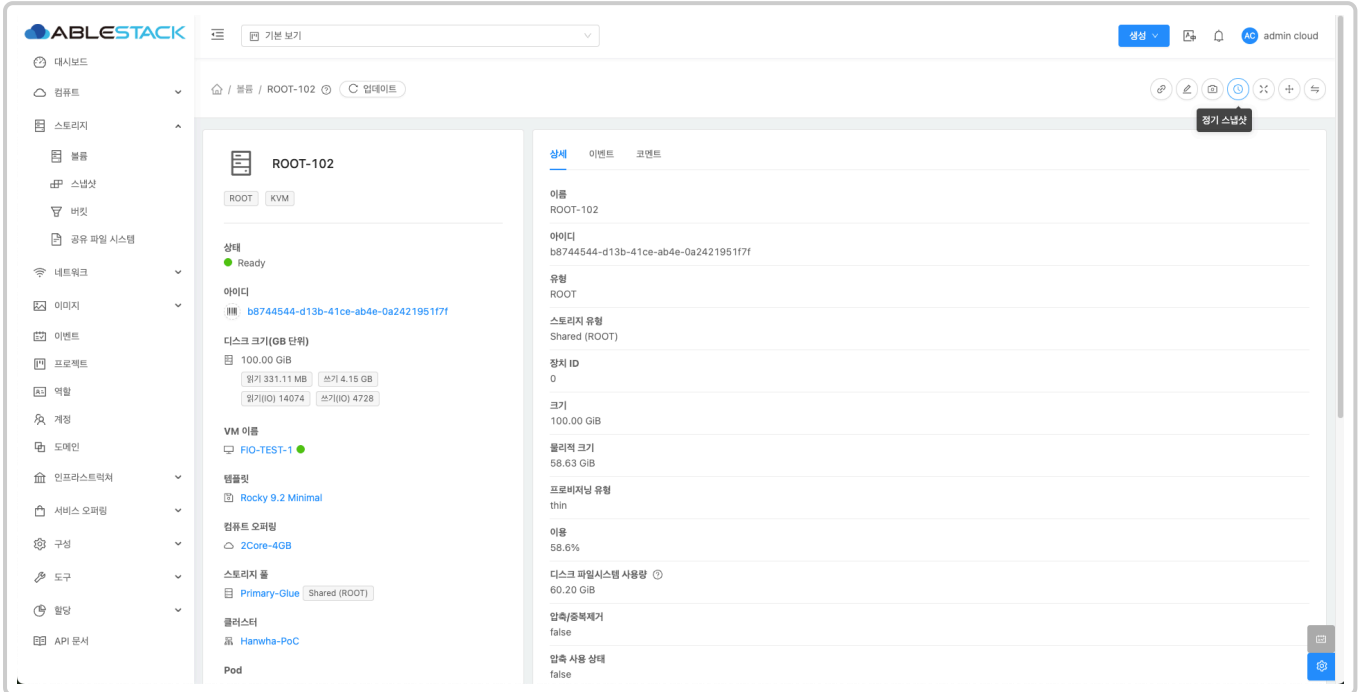 ABLESTACK
기본 보기
생성
AC admin cloud
대시보드
컴퓨트
스토리지
볼륨
스냅샷
버킷
공유 파일 시스템
네트워크
이미지
이벤트
프로젝트
역할
계정
도메인
인프라스트럭쳐
서비스 오퍼링
구성
도구
할당
API 문서
/ 볼륨 / ROOT-102 업데이트
정기 스냅샷
ROOT-102
ROOT KVM
상태
Ready
아이디
b8744544-d13b-41ce-ab4e-0a2421951f7f
디스크 크기(GB 단위)
100.00 GiB
읽기 331.11 MB 쓰기 4.15 GB
읽기(IO) 14074 쓰기(IO) 4728
VM 이름
FIO-TEST-1
템플릿
Rocky 9.2 Minimal
컴퓨트 오퍼링
2Core-4GB
스토리지 풀
Primary-Glue Shared (ROOT)
클러스터
Hanwha-PoC
Pod
상세 이벤트 코멘트
이름
ROOT-102
아이디
b8744544-d13b-41ce-ab4e-0a2421951f7f
유형
ROOT
스토리지 유형
Shared (ROOT)
장치 ID
0
크기
100.00 GiB
물리적 크기
58.63 GiB
프로비저닝 유형
thin
이용
58.6%
디스크 파일시스템 사용량
60.20 GiB
압축/중복제거
false
압축 사용 상태
false